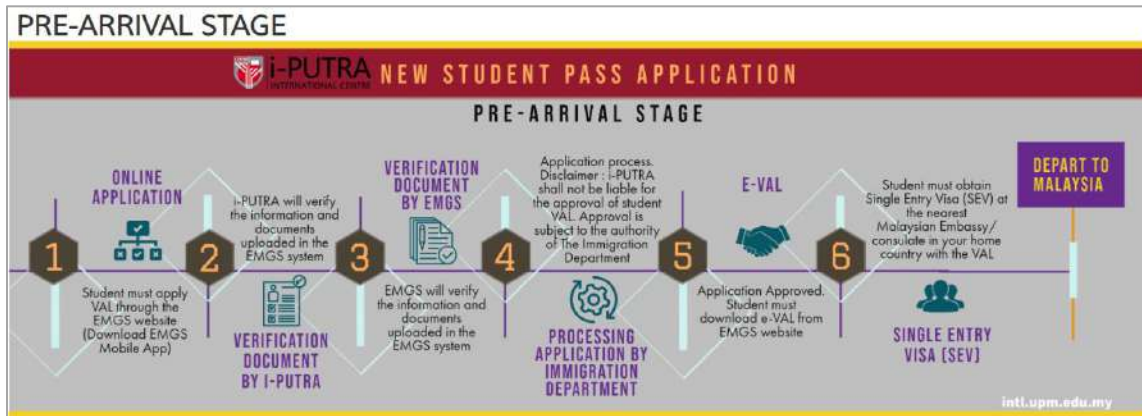 PRE-ARRIVAL STAGE
i-PUTRA
INTERNATIONAL CENTRE
NEW STUDENT PASS APPLICATION
PRE-ARRIVAL STAGE
1
ONLINE
APPLICATION
Student must apply
VAL through the
EMGS website
(Download EMGS
Mobile App)
2
i-PUTRA will verify
the information and
documents
uploaded in the
EMGS system
VERIFICATION
DOCUMENT
BY I-PUTRA
3
VERIFICATION
DOCUMENT
BY EMGS
EMGS will verify
the information and
documents
uploaded in the
EMGS system
4
Application process.
Disclaimer : i-PUTRA
shall not be liable for
the approval of student
VAL. Approval is
subject to the authority
of The Immigration
Department
PROCESSING
APPLICATION BY
IMMIGRATION
DEPARTMENT
5
E-VAL
Application Approved.
Student must
download e-VAL from
EMGS website
6
Student must obtain
Single Entry Visa (SEV) at
the nearest
Malaysian Embassy/
consulate in your home
country with the VAL
SINGLE ENTRY
VISA (SEV)
DEPART TO
MALAYSIA
intl.upm.edu.my